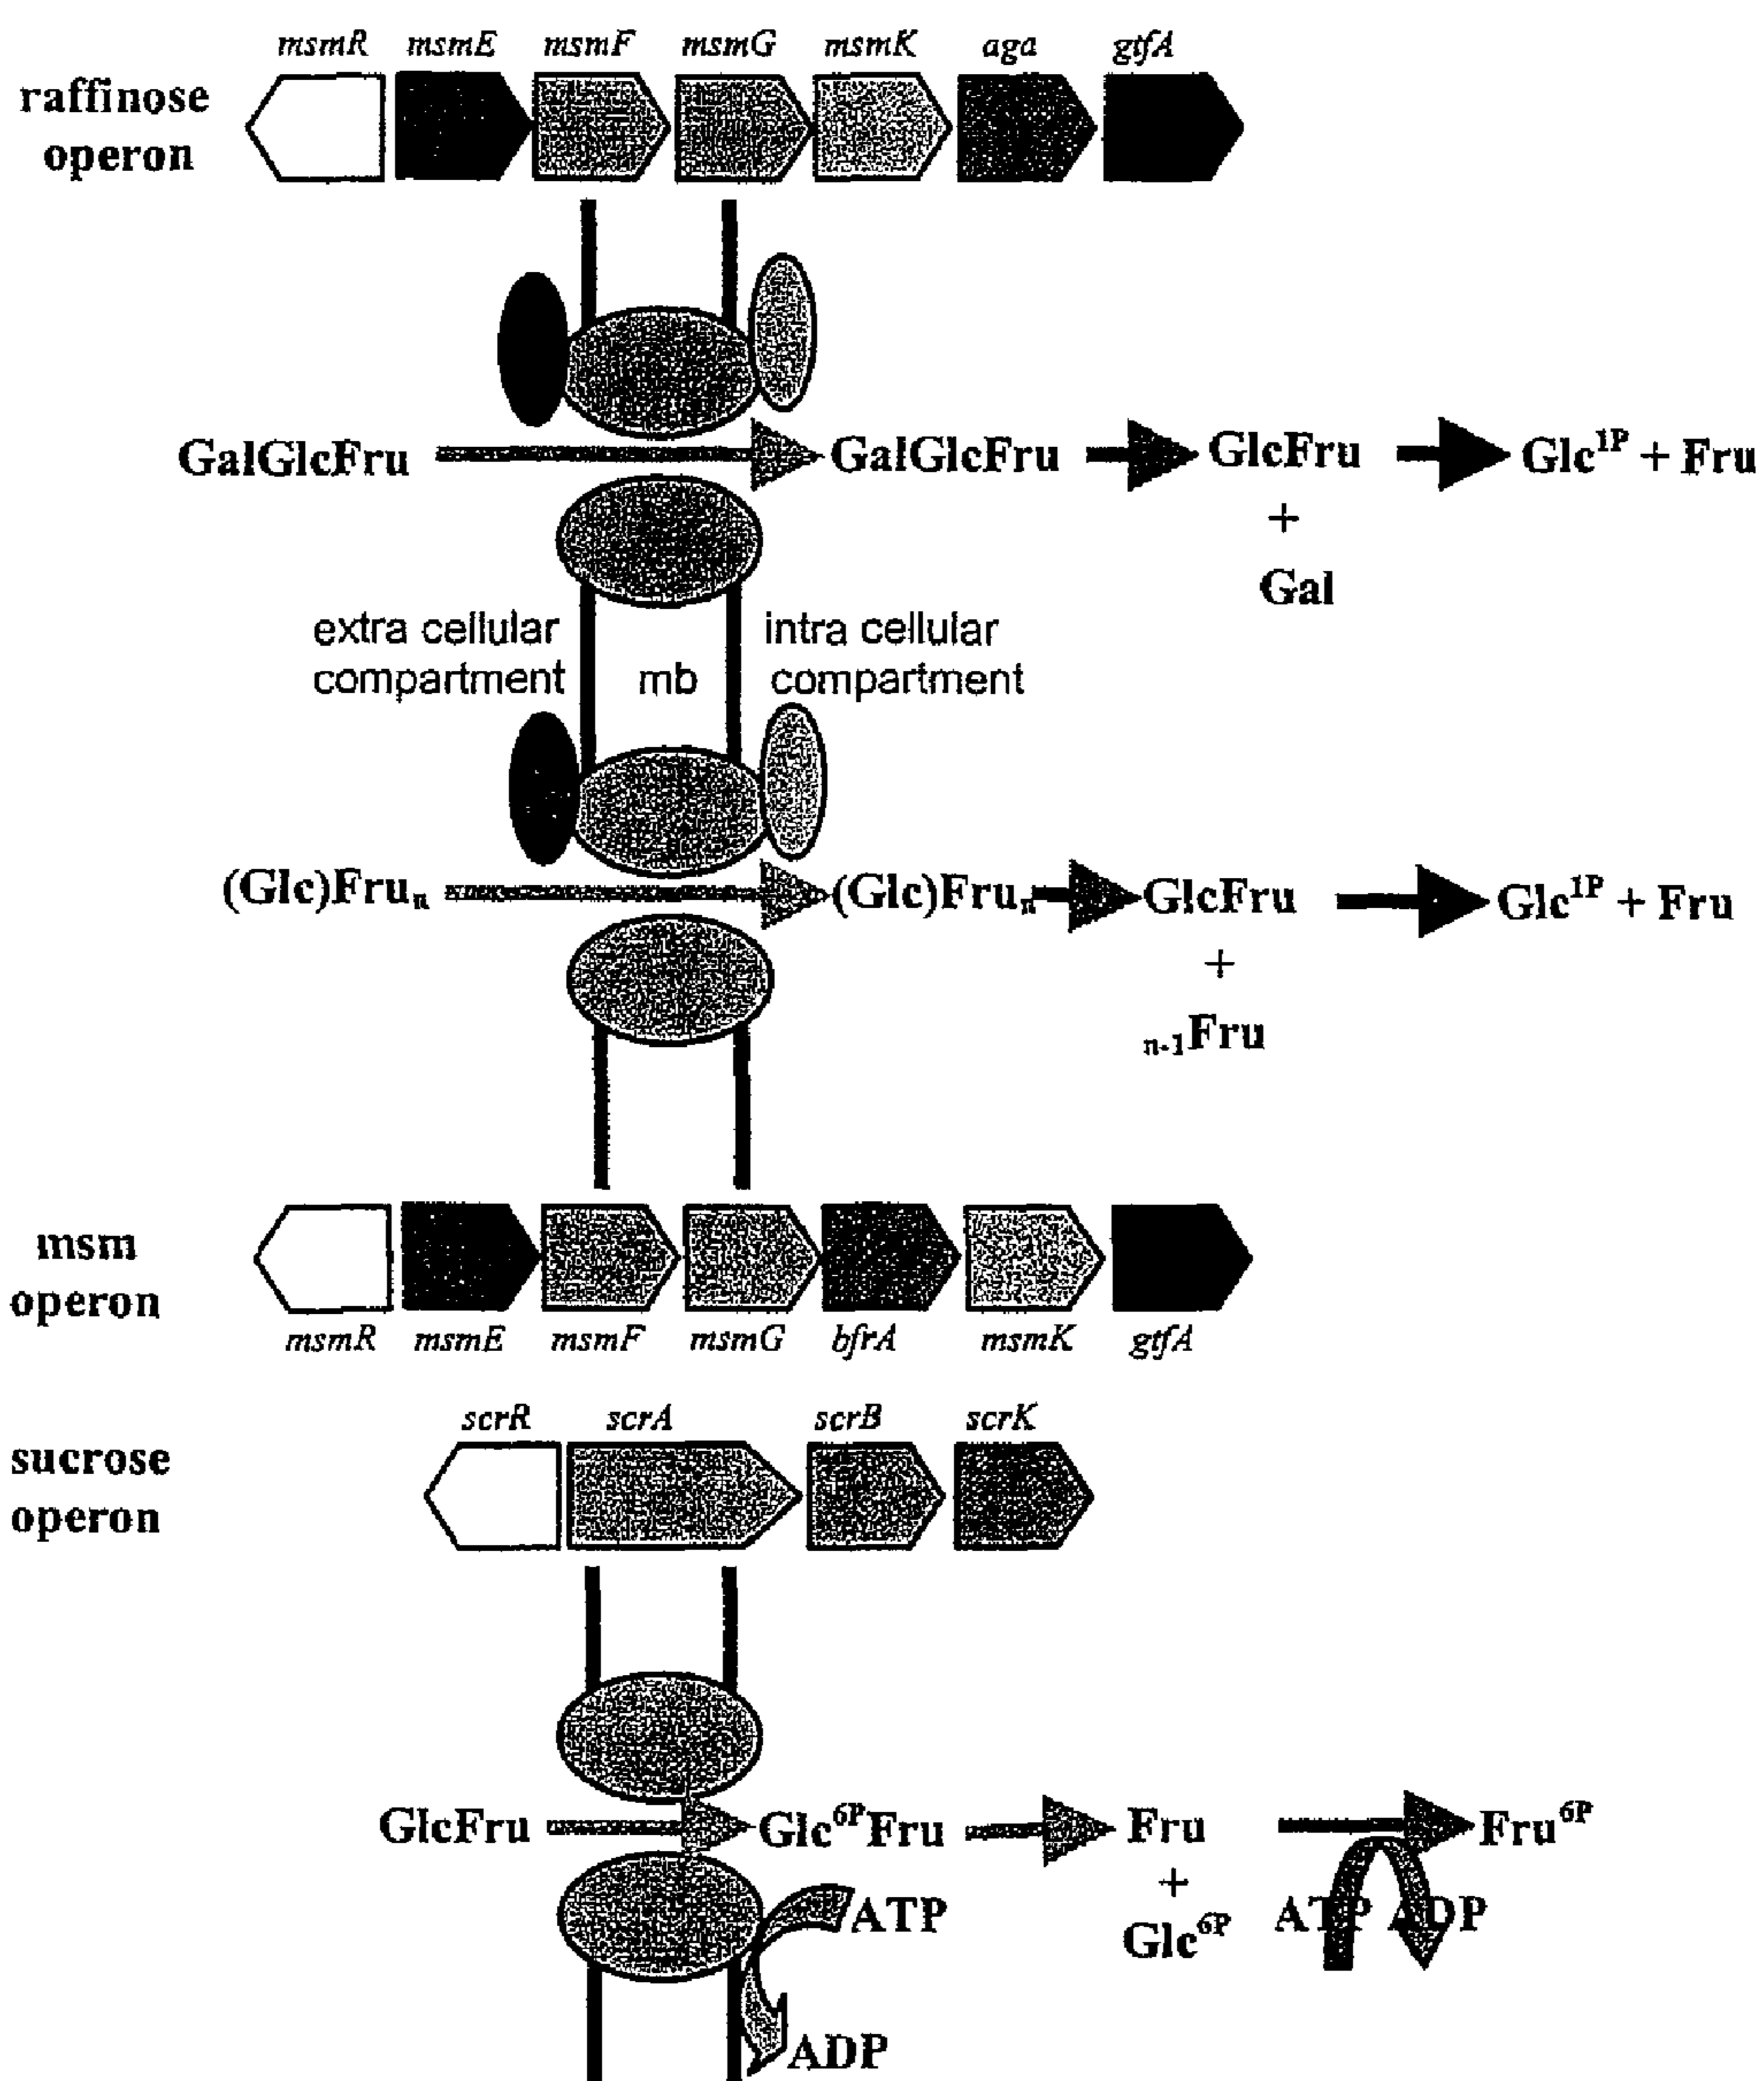 msmR msmE msmF msmG msmK aga gtfA
raffinose
operon
GalGlcFru GalGlcFru GlcFru Glc1P + Fru
+
Gal
extra cellular intra cellular
compartment mb compartment
(Glc)Frun (Glc)Frun GlcFru Glc1P + Fru
+
n-1Fru
msm
operon
msmR msmE msmF msmG bfrA msmK gtfA
scrR scrA scrB scrK
sucrose
operon
GlcFru Glc6PFru Fru Fru6P
+
ATP Glc6P ATP ADP
ADP